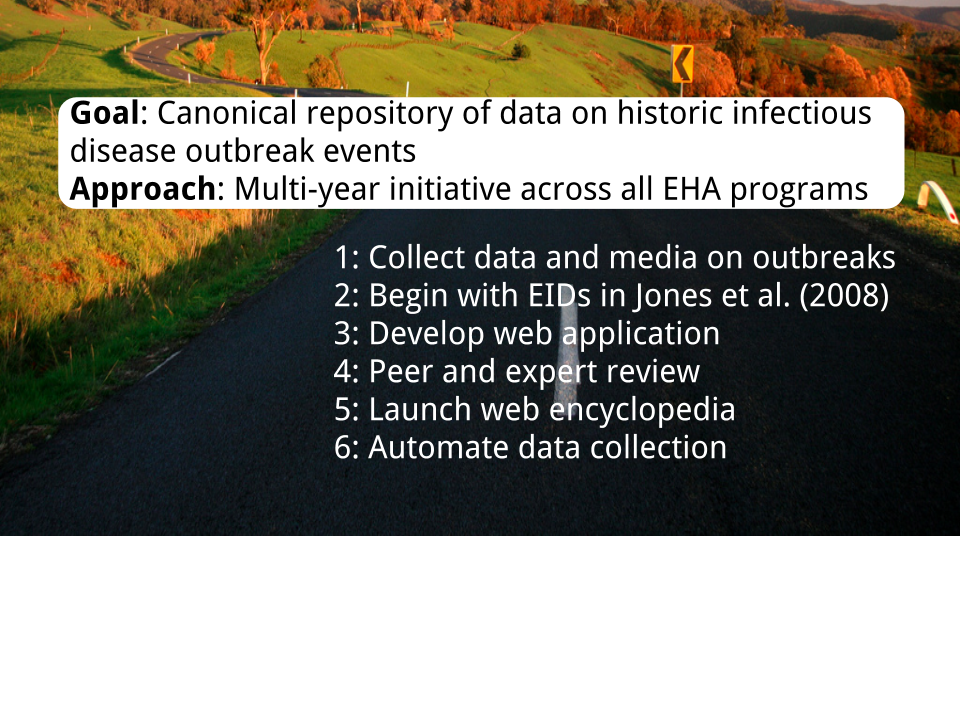 Goal: Canonical repository of data on historic infectious
disease outbreak events
Approach: Multi-year initiative across all EHA programs
1: Collect data and media on outbreaks
2: Begin with EIDs in Jones et al. (2008)
3: Develop web application
4: Peer and expert review
5: Launch web encyclopedia
6: Automate data collection